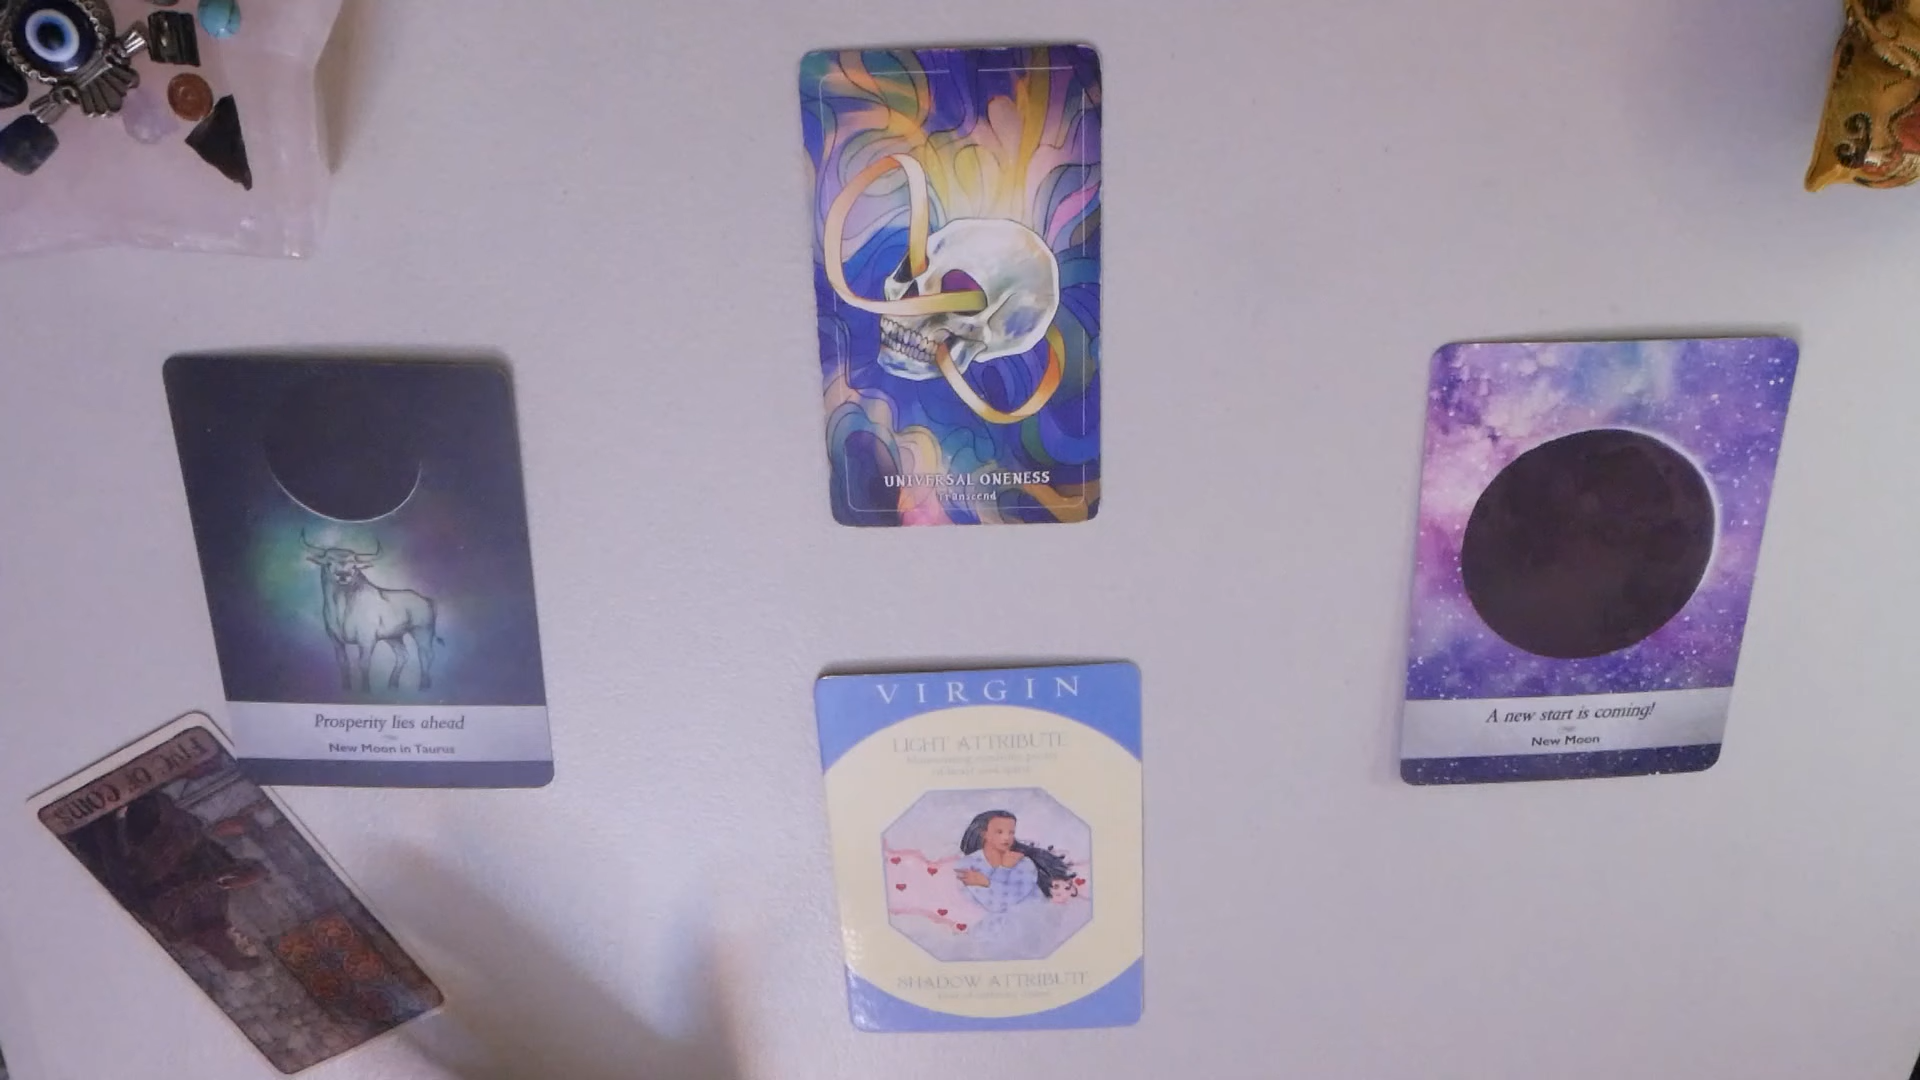 UNIVERSAL ONENESS
Transcend
Prosperity lies ahead
New Moon in Taurus
A new start is coming!
New Moon
FIVE OF COINS
VIRGIN
LIGHT ATTRIBUTE
SHADOW ATTRIBUTE